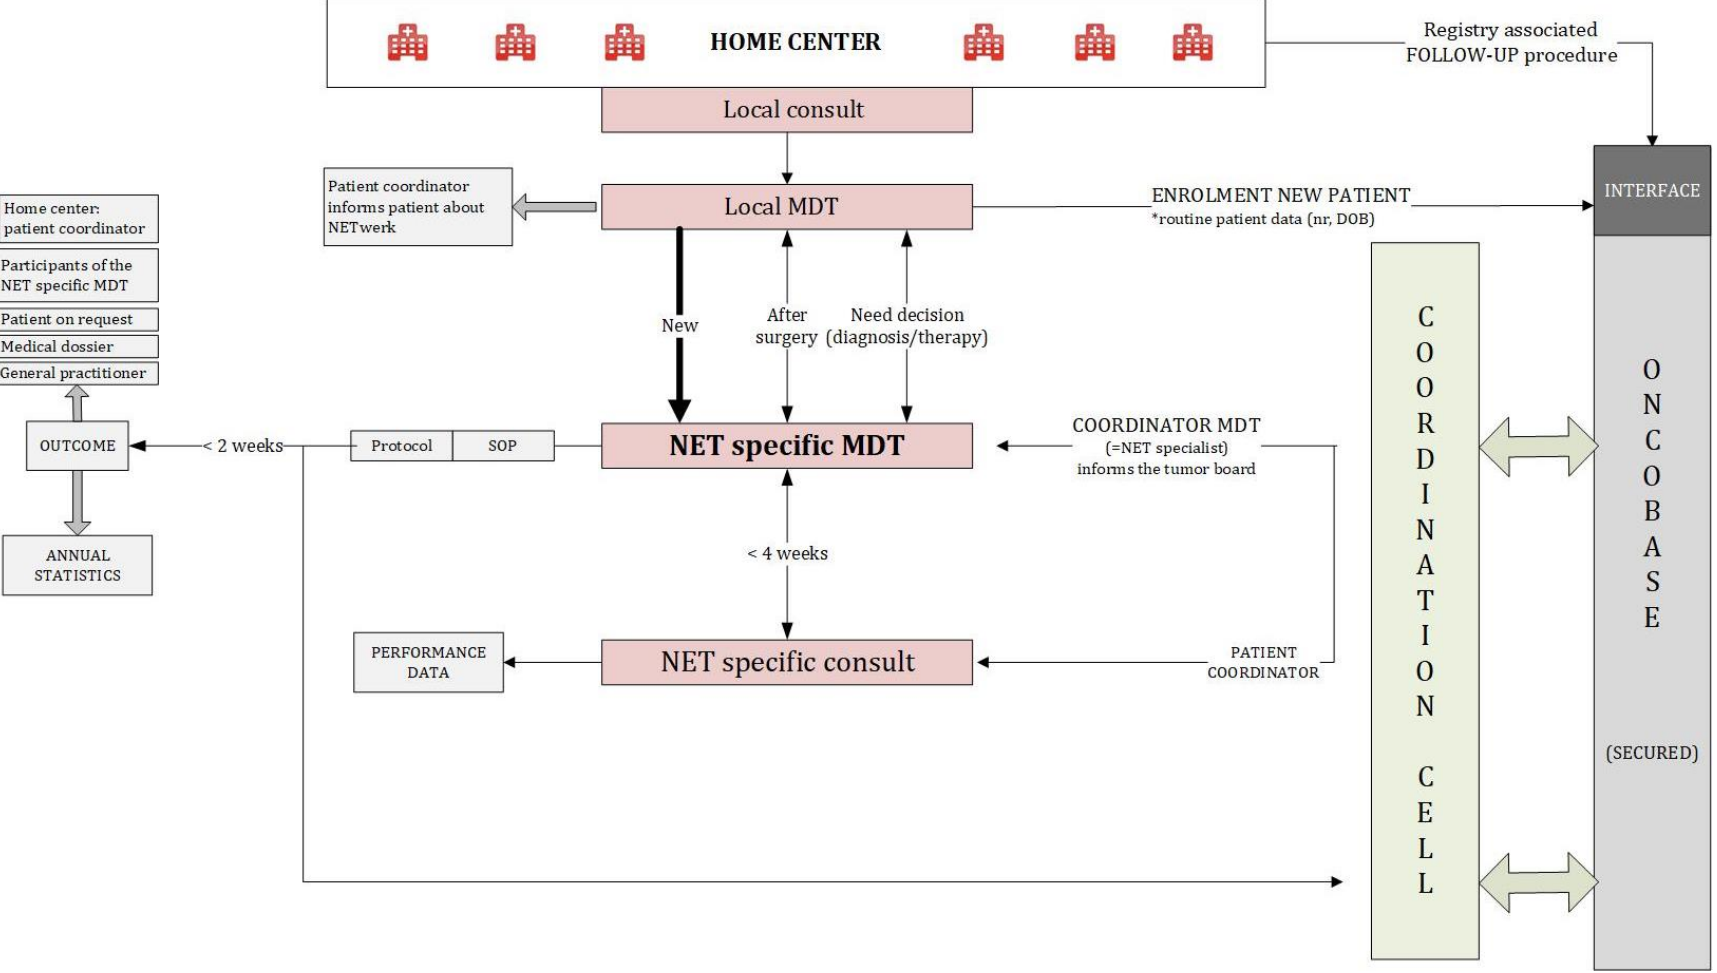 HOME CENTER
Registry associated
FOLLOW-UP procedure
Local consult
Patient coordinator
informs patient about
NETwerk
Local MDT
ENROLMENT NEW PATIENT
*routine patient data (nr, DOB)
INTERFACE
Home center:
patient coordinator
Participants of the
NET specific MDT
Patient on request
Medical dossier
General practitioner
New
After
surgery
Need decision
(diagnosis/therapy)
OUTCOME
< 2 weeks
Protocol
SOP
NET specific MDT
COORDINATOR MDT
(=NET specialist)
informs the tumor board
ANNUAL
STATISTICS
< 4 weeks
PERFORMANCE
DATA
NET specific consult
PATIENT
COORDINATOR
COORDINATION CELL
ONCOBASE
(SECURED)